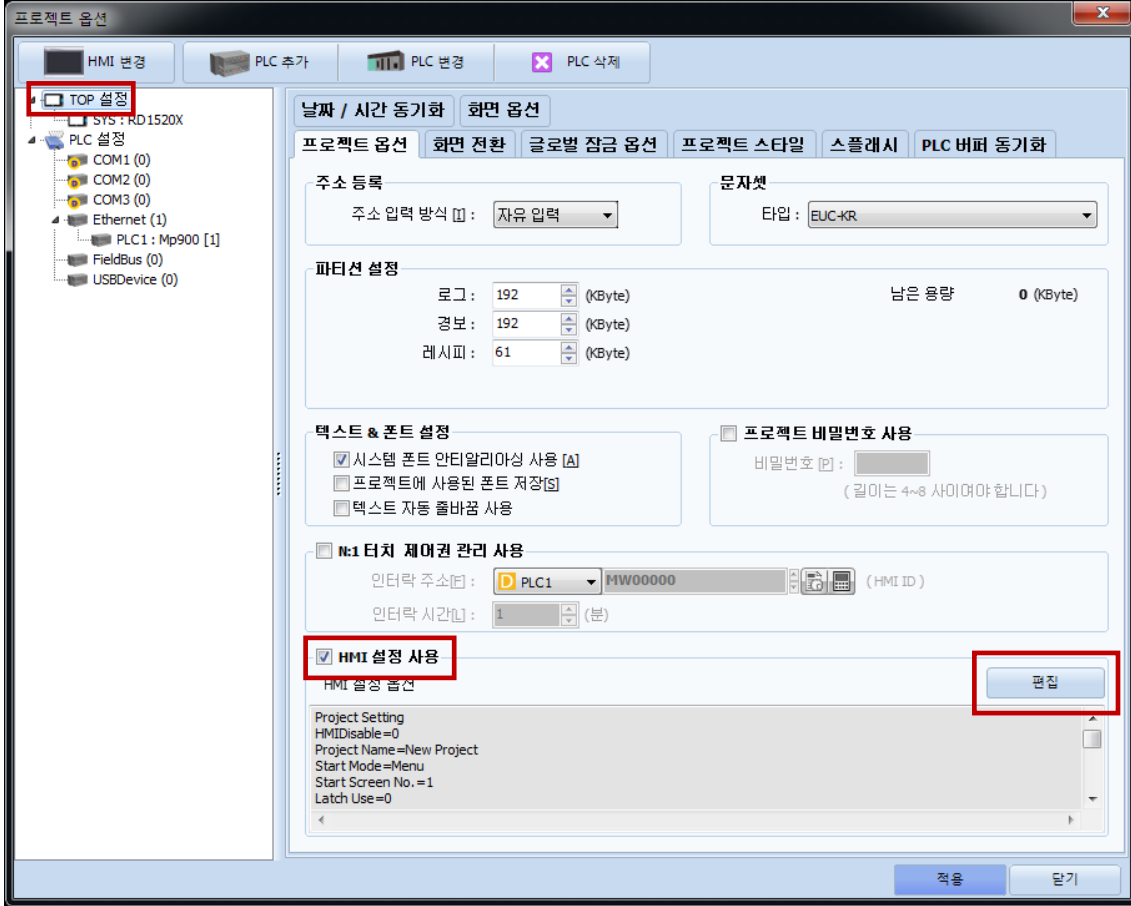 프로젝트 옵션
HMI 변경
PLC 추가
PLC 변경
PLC 삭제
TOP 설정
SYS : RD1520X
PLC 설정
COM1 (0)
COM2 (0)
COM3 (0)
Ethernet (1)
PLC1 : Mp900 [1]
FieldBus (0)
USBDevice (0)
날짜 / 시간 동기화
화면 옵션
프로젝트 옵션
화면 전환
글로벌 잠금 옵션
프로젝트 스타일
스플래시
PLC 버퍼 동기화
주소 등록
주소 입력 방식 [I] : 자유 입력
문자셋
타입 : EUC-KR
파티션 설정
로그 : 192 (KByte)
남은 용량 0 (KByte)
경보 : 192 (KByte)
레시피 : 61 (KByte)
텍스트 & 폰트 설정
시스템 폰트 안티알리아싱 사용 [A]
프로젝트에 사용된 폰트 저장[S]
텍스트 자동 줄바꿈 사용
프로젝트 비밀번호 사용
비밀번호 [P] :
( 길이는 4~8 사이여야 합니다 )
N:1 터치 제어권 관리 사용
인터락 주소[F] : D PLC1 MW00000 ( HMI ID )
인터락 시간[L] : 1 (분)
HMI 설정 사용
HMI 설정 옵션
편집
Project Setting
HMIDisable=0
Project Name=New Project
Start Mode=Menu
Start Screen No.=1
Latch Use=0
적용
닫기